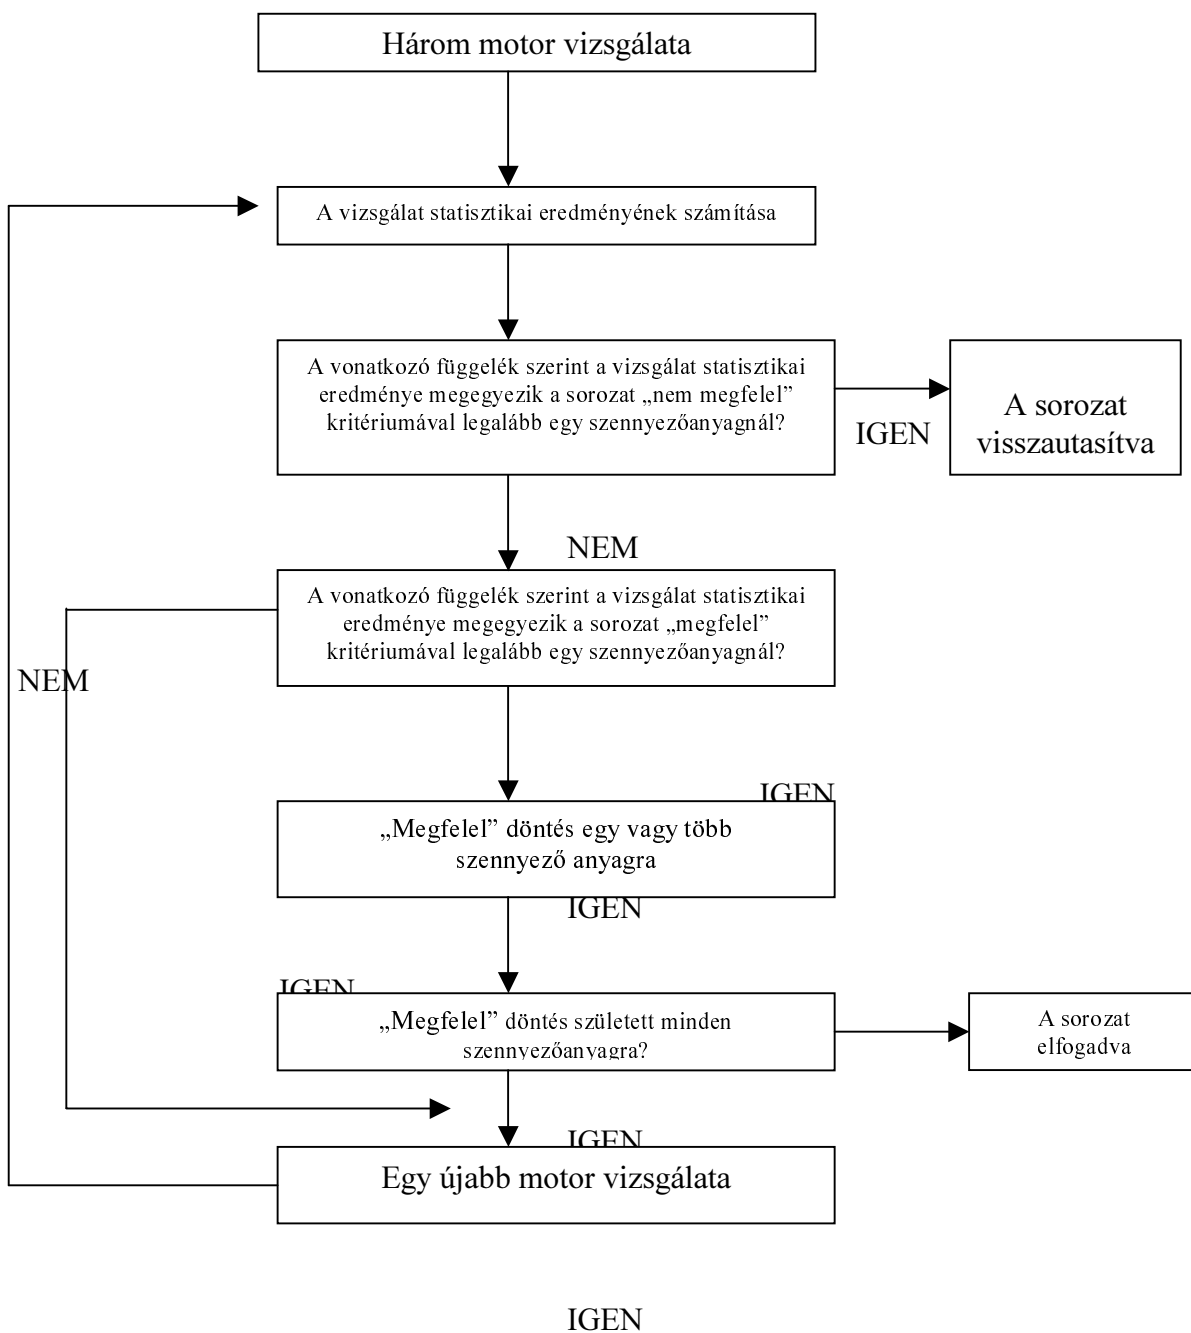 Három motor vizsgálata
A vizsgálat statisztikai eredményének számítása
A vonatkozó függelék szerint a vizsgálat statisztikai
eredménye megegyezik a sorozat „nem megfelel”
kritériumával legalább egy szennyezőanyagnál?
IGEN
A sorozat
visszautasítva
NEM
A vonatkozó függelék szerint a vizsgálat statisztikai
eredménye megegyezik a sorozat „megfelel”
kritériumával legalább egy szennyezőanyagnál?
NEM
IGEN
„Megfelel” döntés egy vagy több
szennyező anyagra
IGEN
IGEN
„Megfelel” döntés született minden
szennyezőanyagra?
A sorozat
elfogadva
IGEN
Egy újabb motor vizsgálata
IGEN